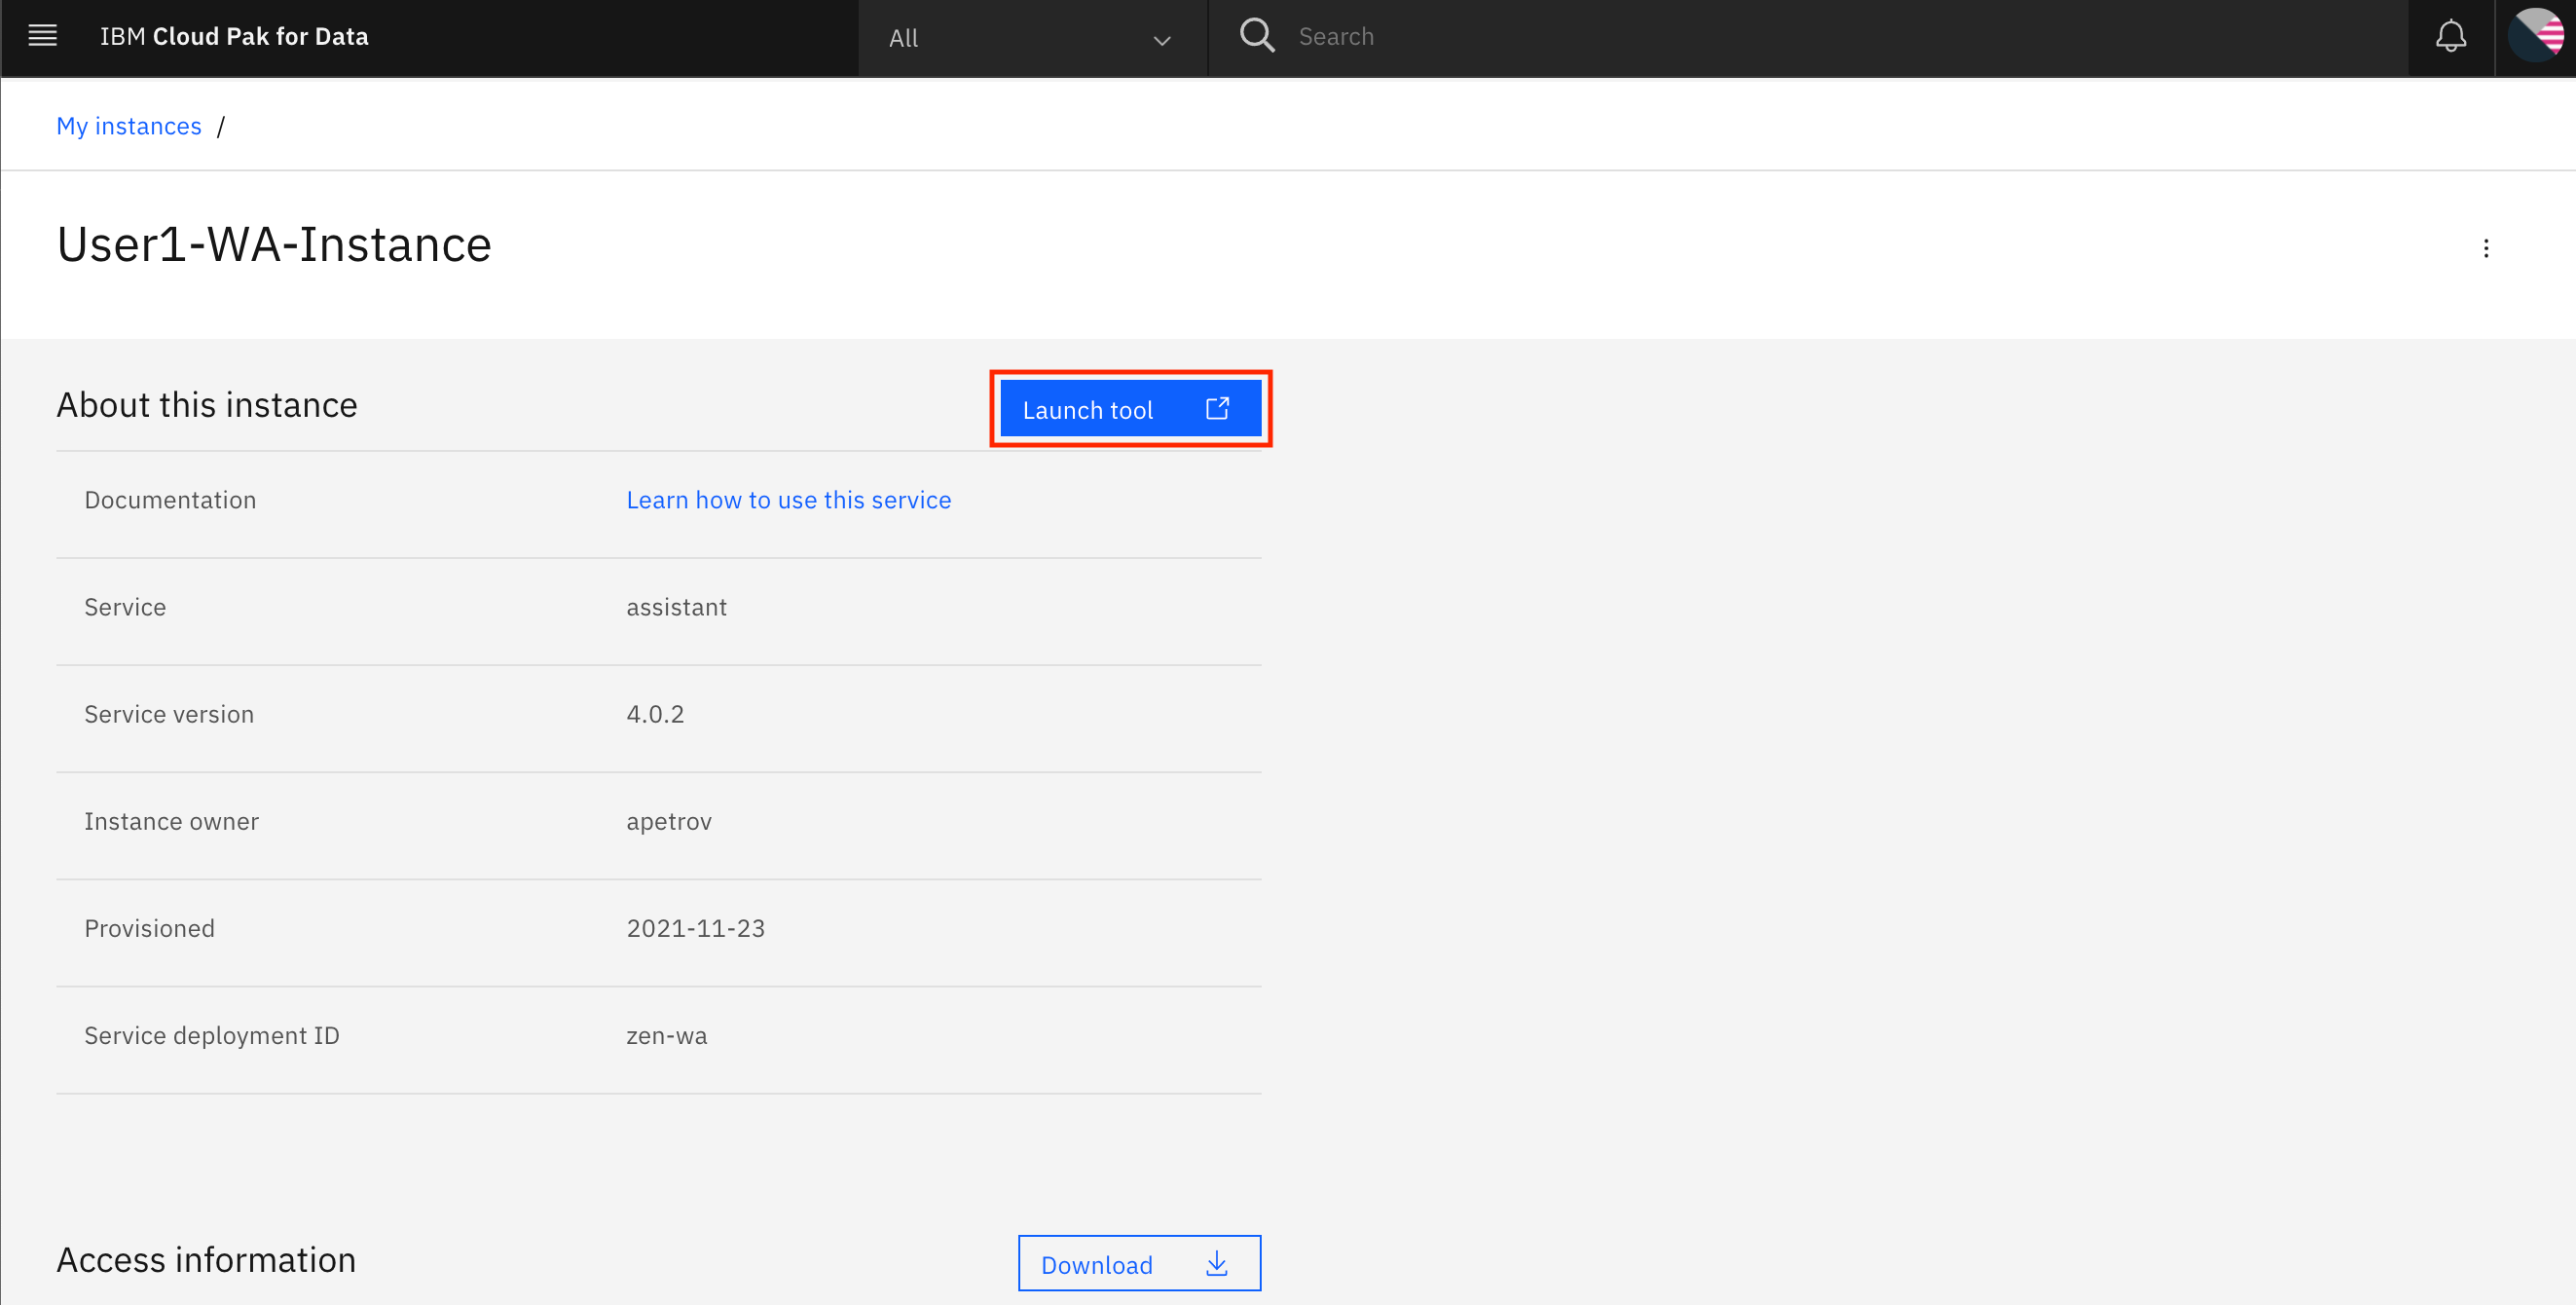 IBM Cloud Pak for Data
All
Search
My instances /
User1-WA-Instance
About this instance
Launch tool
Documentation
Learn how to use this service
Service
assistant
Service version
4.0.2
Instance owner
apetrov
Provisioned
2021-11-23
Service deployment ID
zen-wa
Access information
Download